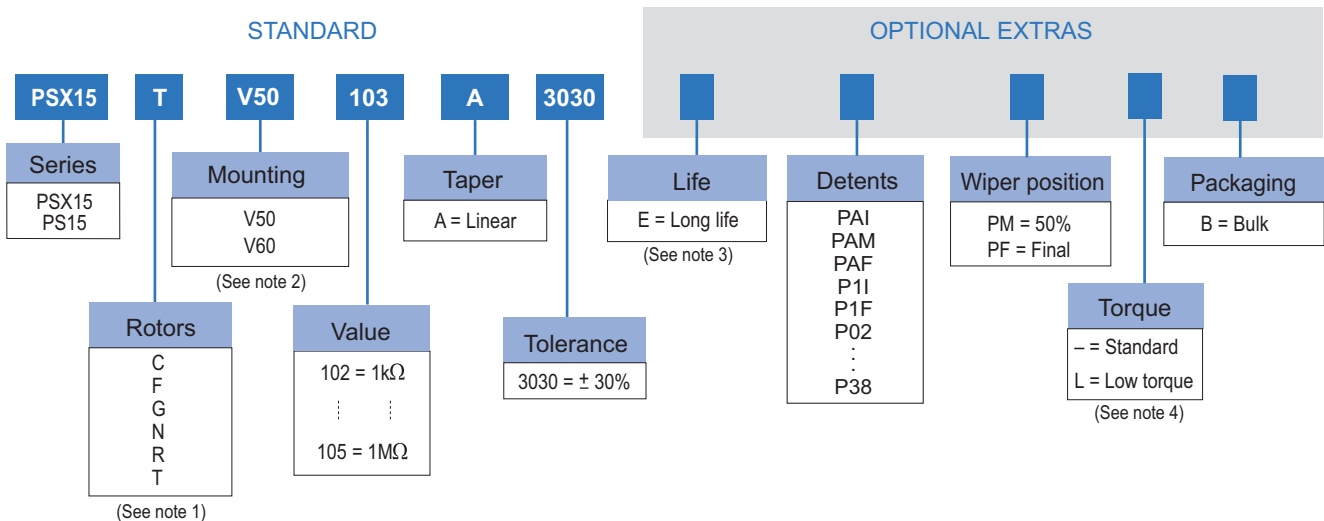 STANDARD
OPTIONAL EXTRAS
PSX15 T V50 103 A 3030
Series
PSX15
PS15
Mounting
V50
V60
(See note 2)
Taper
A = Linear
Life
E = Long life
(See note 3)
Detents
PAI
PAM
PAF
P1I
P1F
P02
⋮
P38
Wiper position
PM = 50%
PF = Final
Packaging
B = Bulk
Rotors
C
F
G
N
R
T
(See note 1)
Value
102 = 1kΩ
⋮ ⋮
105 = 1MΩ
Tolerance
3030 = ± 30%
Torque
– = Standard
L = Low torque
(See note 4)